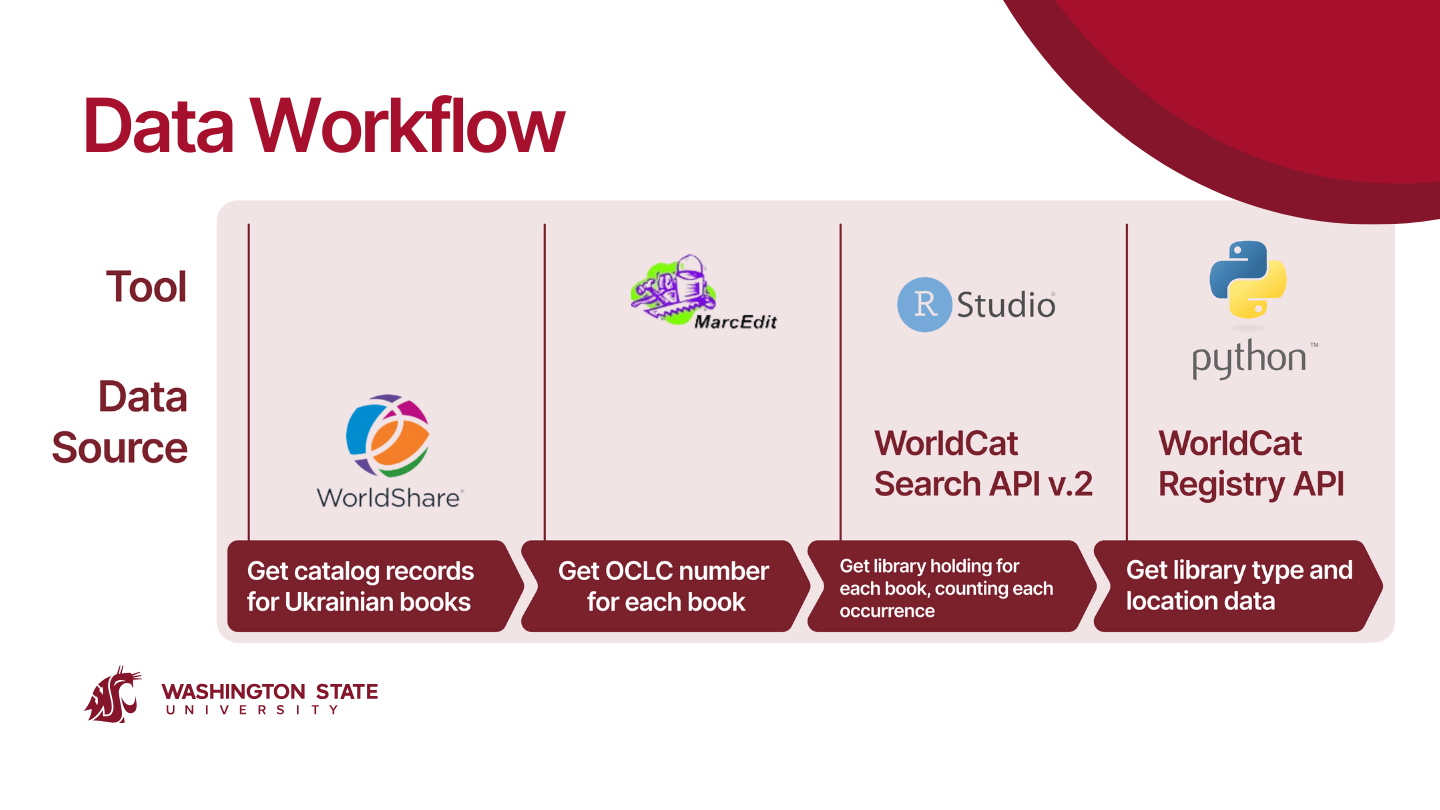 Data Workflow
Tool
Data
Source
WorldShare®
MarcEdit
R Studio®
python™
WorldCat
Search API v.2
WorldCat
Registry API
Get catalog records
for Ukrainian books
Get OCLC number
for each book
Get library holding for
each book, counting each
occurrence
Get library type and
location data
WASHINGTON STATE
UNIVERSITY